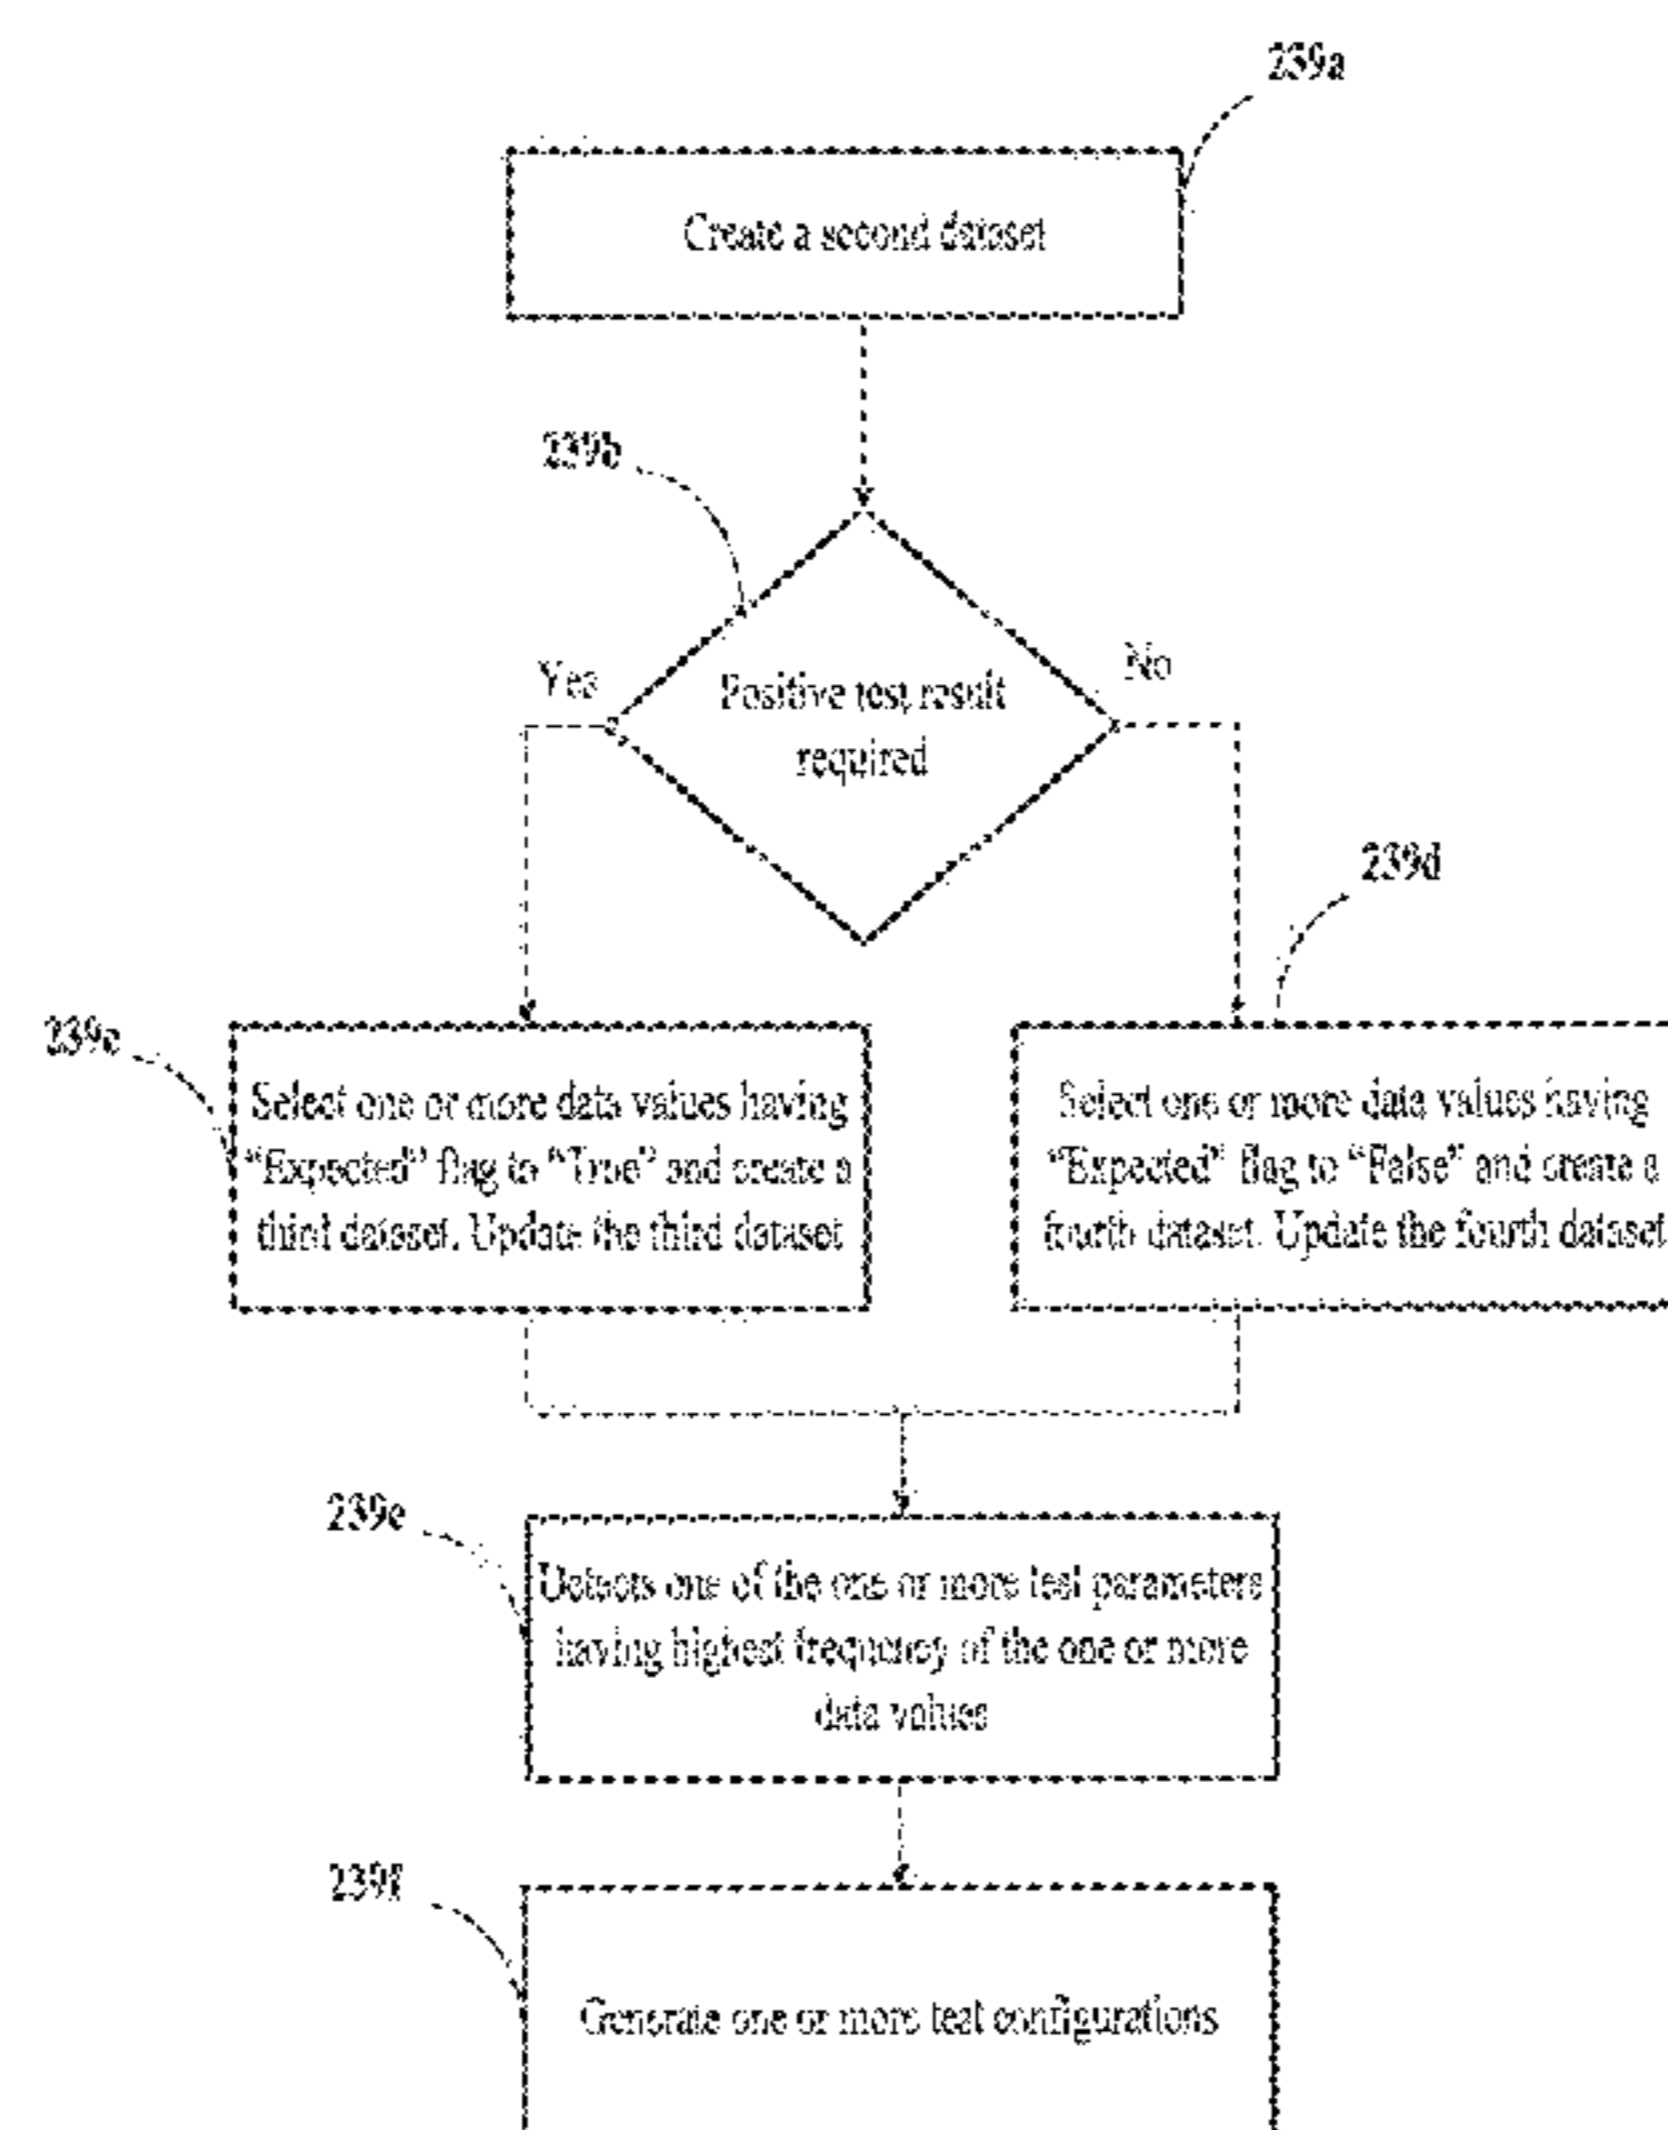 239a
Create a second dataset
239b
Yes
No
Positive test result
required
239d
239c
Select one or more data values having
“Expected” flag to “True” and create a
third dataset. Update the third dataset
Select one or more data values having
“Expected” flag to “False” and create a
fourth dataset. Update the fourth dataset
239e
Detects one of the one or more test parameters
having highest frequency of the one or more
data values
239f
Generate one or more test configurations